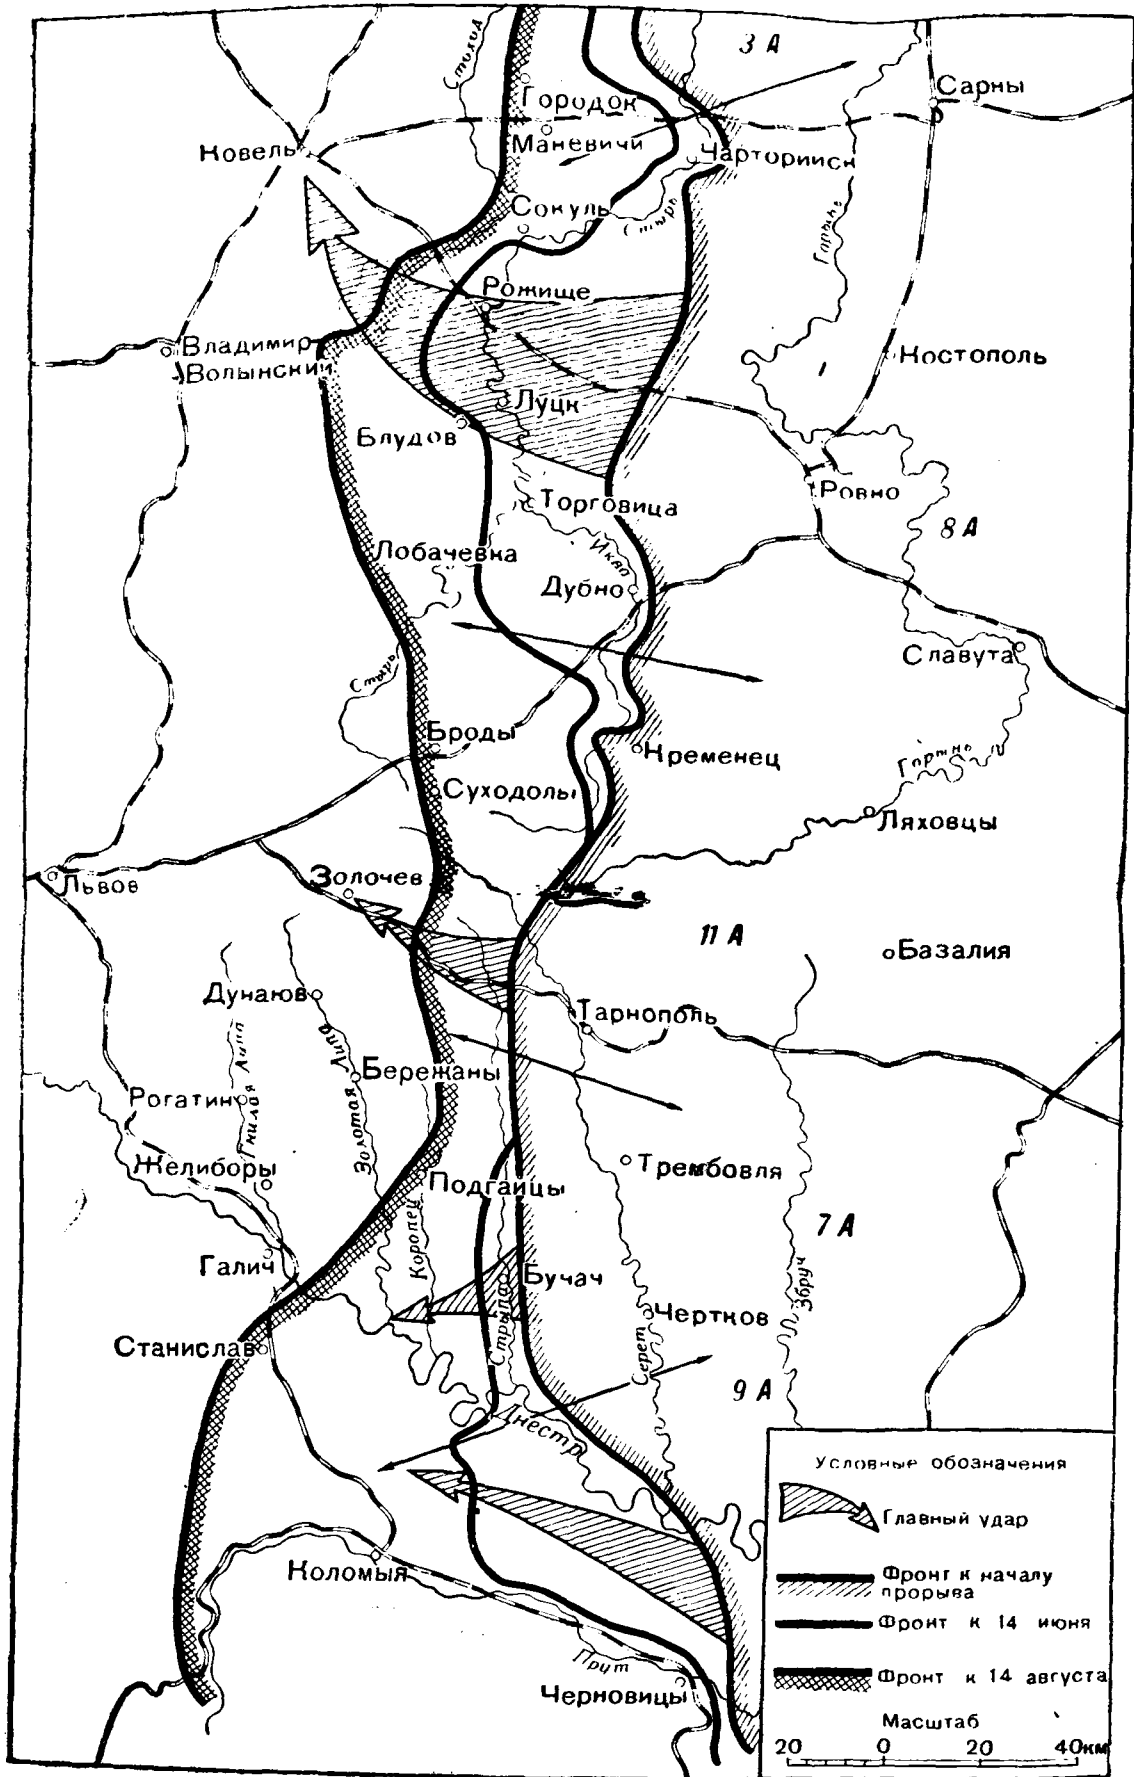 3 А
Стоход
Сарны
Городок
Маневичи
Ковель
Чарторийск
Сокуль
Стырь
Горынь
Рожище
Владимир
Волынский
Костополь
Луцк
Блудов
Ровно
Торговица
8 А
Иква
Лобачевка
Дубно
Славута
Стырь
Броды
Кременец
Горынь
Суходолы
Ляховцы
Львов
Золочев
11 А
Базалия
Дунаюв
Тарнополь
Гнилая Липа
Золотая Липа
Бережаны
Рогатин
Желиборы
Подгайцы
Трембовля
7 А
Галич
Коропец
Бучач
Збруч
Стрыпа
Чертков
Станислав
Серет
9 А
Днестр
Коломыя
Прут
Черновицы
Условные обозначения
Главный удар
Фронт к началу
прорыва
Фронт к 14 июня
Фронт к 14 августа
Масштаб
20 0 20 40км